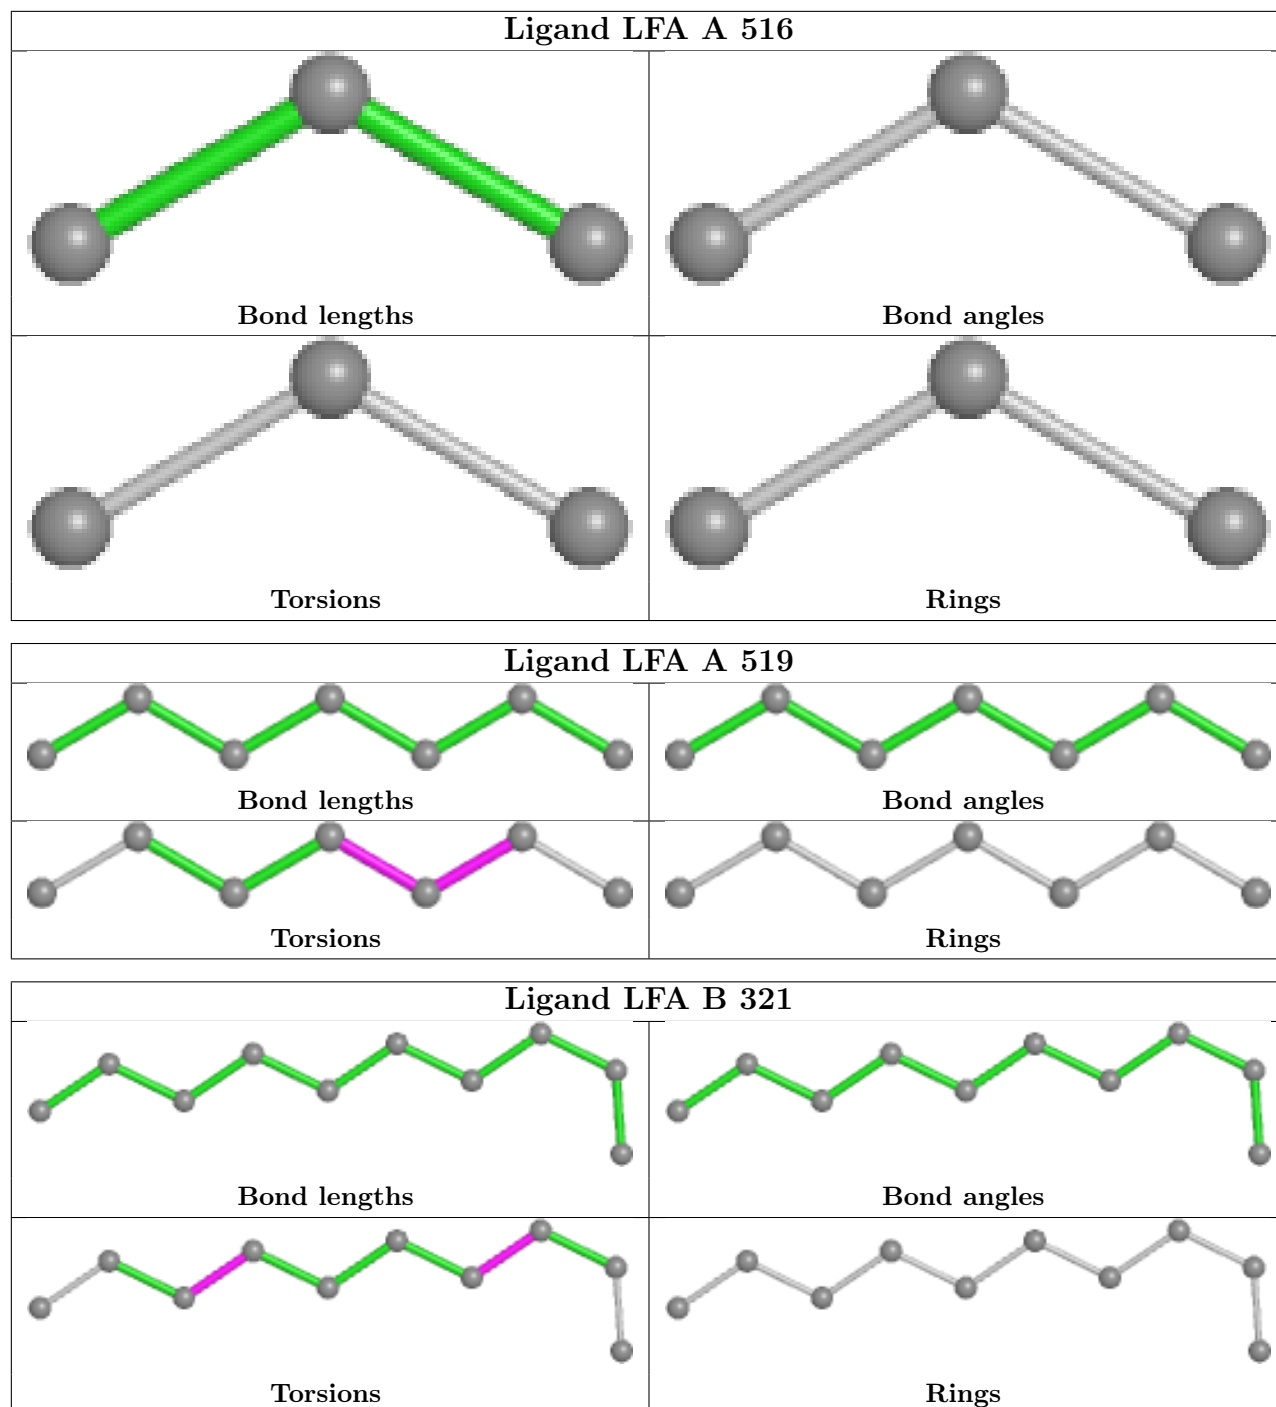 Ligand LFA A 516
Bond lengths
Bond angles
Torsions
Rings
Ligand LFA A 519
Bond lengths
Bond angles
Torsions
Rings
Ligand LFA B 321
Bond lengths
Bond angles
Torsions
Rings